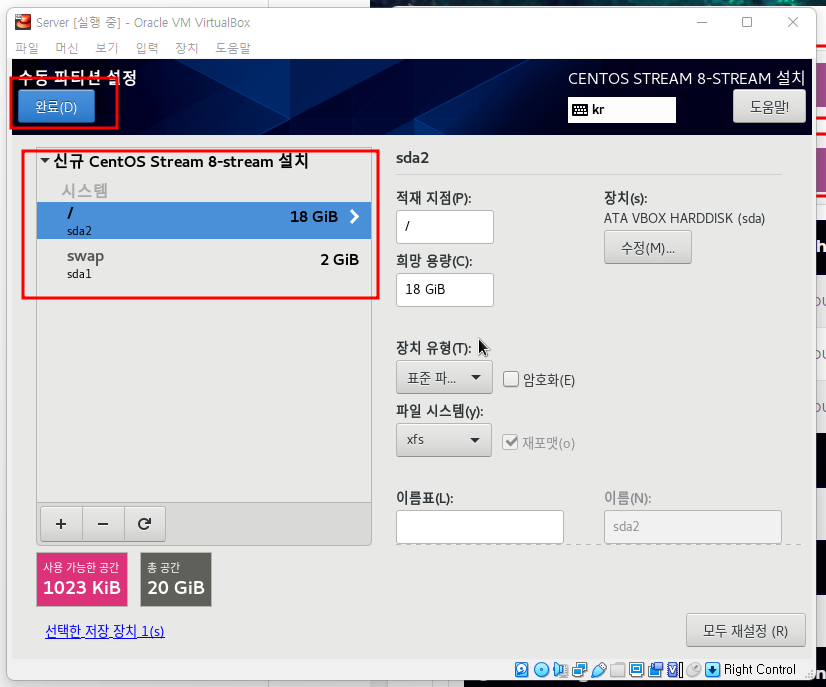 Server [실행 중] - Oracle VM VirtualBox
파일 머신 보기 입력 장치 도움말
수동 파티션 설정
CENTOS STREAM 8-STREAM 설치
완료(D)
kr
도움말!
신규 CentOS Stream 8-stream 설치
시스템
/
18 GiB
sda2
swap
2 GiB
sda1
sda2
적재 지점(P):
/
장치(s):
ATA VBOX HARDDISK (sda)
수정(M)...
희망 용량(C):
18 GiB
장치 유형(T):
표준 파...
암호화(E)
파일 시스템(y):
xfs
재포맷(o)
이름표(L):
이름(N):
sda2
+ −
사용 가능한 공간
1023 KiB
총 공간
20 GiB
선택한 저장 장치 1(s)
모두 재설정 (R)
Right Control